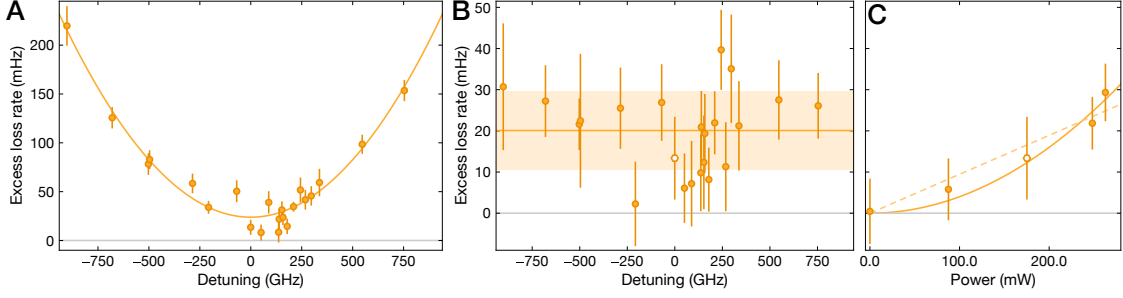 A
Excess loss rate (mHz)
200
150
100
50
0
−750 −500 −250 0 250 500 750
Detuning (GHz)
B
Excess loss rate (mHz)
50
40
30
20
10
0
−750 −500 −250 0 250 500 750
Detuning (GHz)
C
0.0 100.0 200.0
Power (mW)